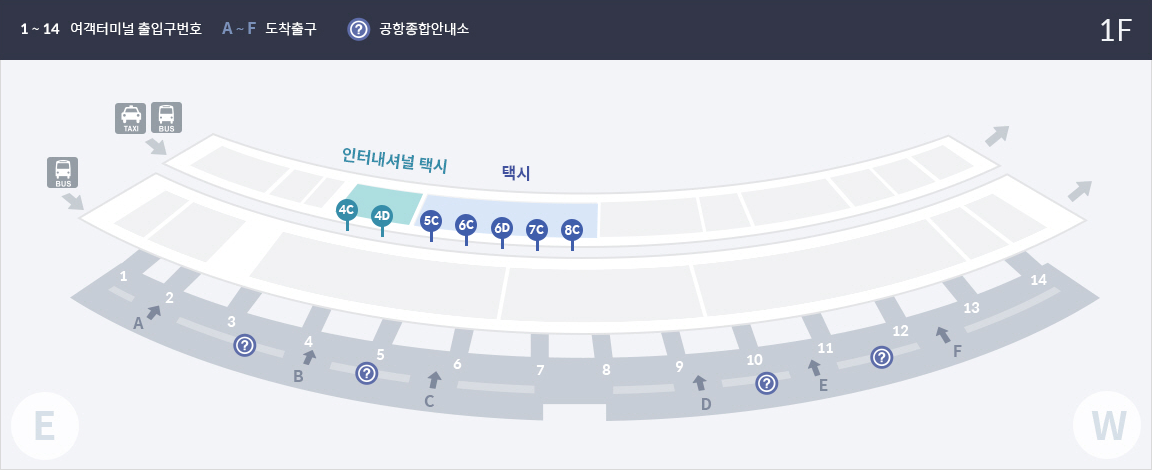 1 ~ 14 여객터미널 출입구번호 A ~ F 도착출구 ? 공항종합안내소 1F
TAXI BUS
BUS
인터내셔널 택시 택시
4C 4D 5C 6C 6D 7C 8C
1 2 3 4 5 6 7 8 9 10 11 12 13 14
A B C D E F
? ? ? ?
E W